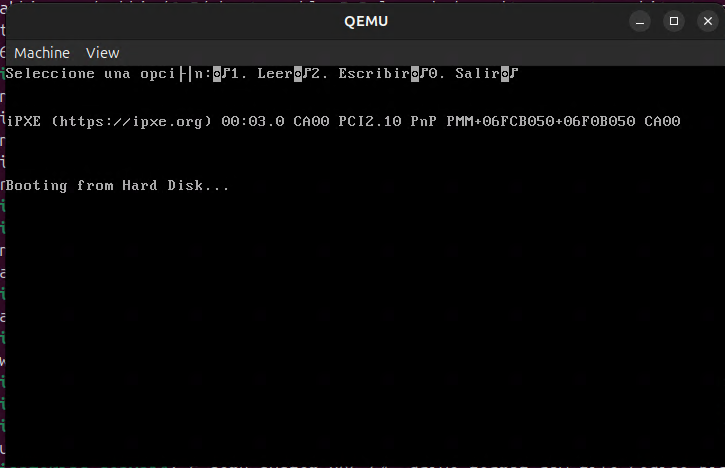 QEMU
Machine View
Seleccione una opci├│n:◙♪1. Leer◙♪2. Escribir◙♪0. Salir◙♪
iPXE (https://ipxe.org) 00:03.0 CA00 PCI2.10 PnP PMM+06FCB050+06F0B050 CA00
Booting from Hard Disk...